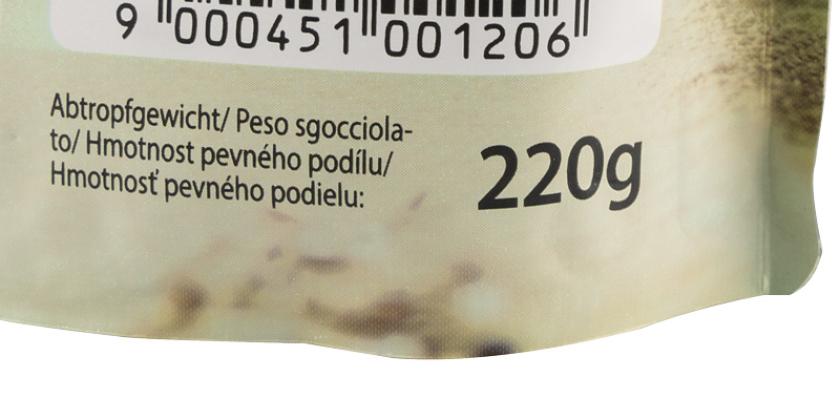 9 000451 001206
Abtropfgewicht/ Peso sgocciola-
to/ Hmotnost pevného podílu/
Hmotnosť pevného podielu:
220g